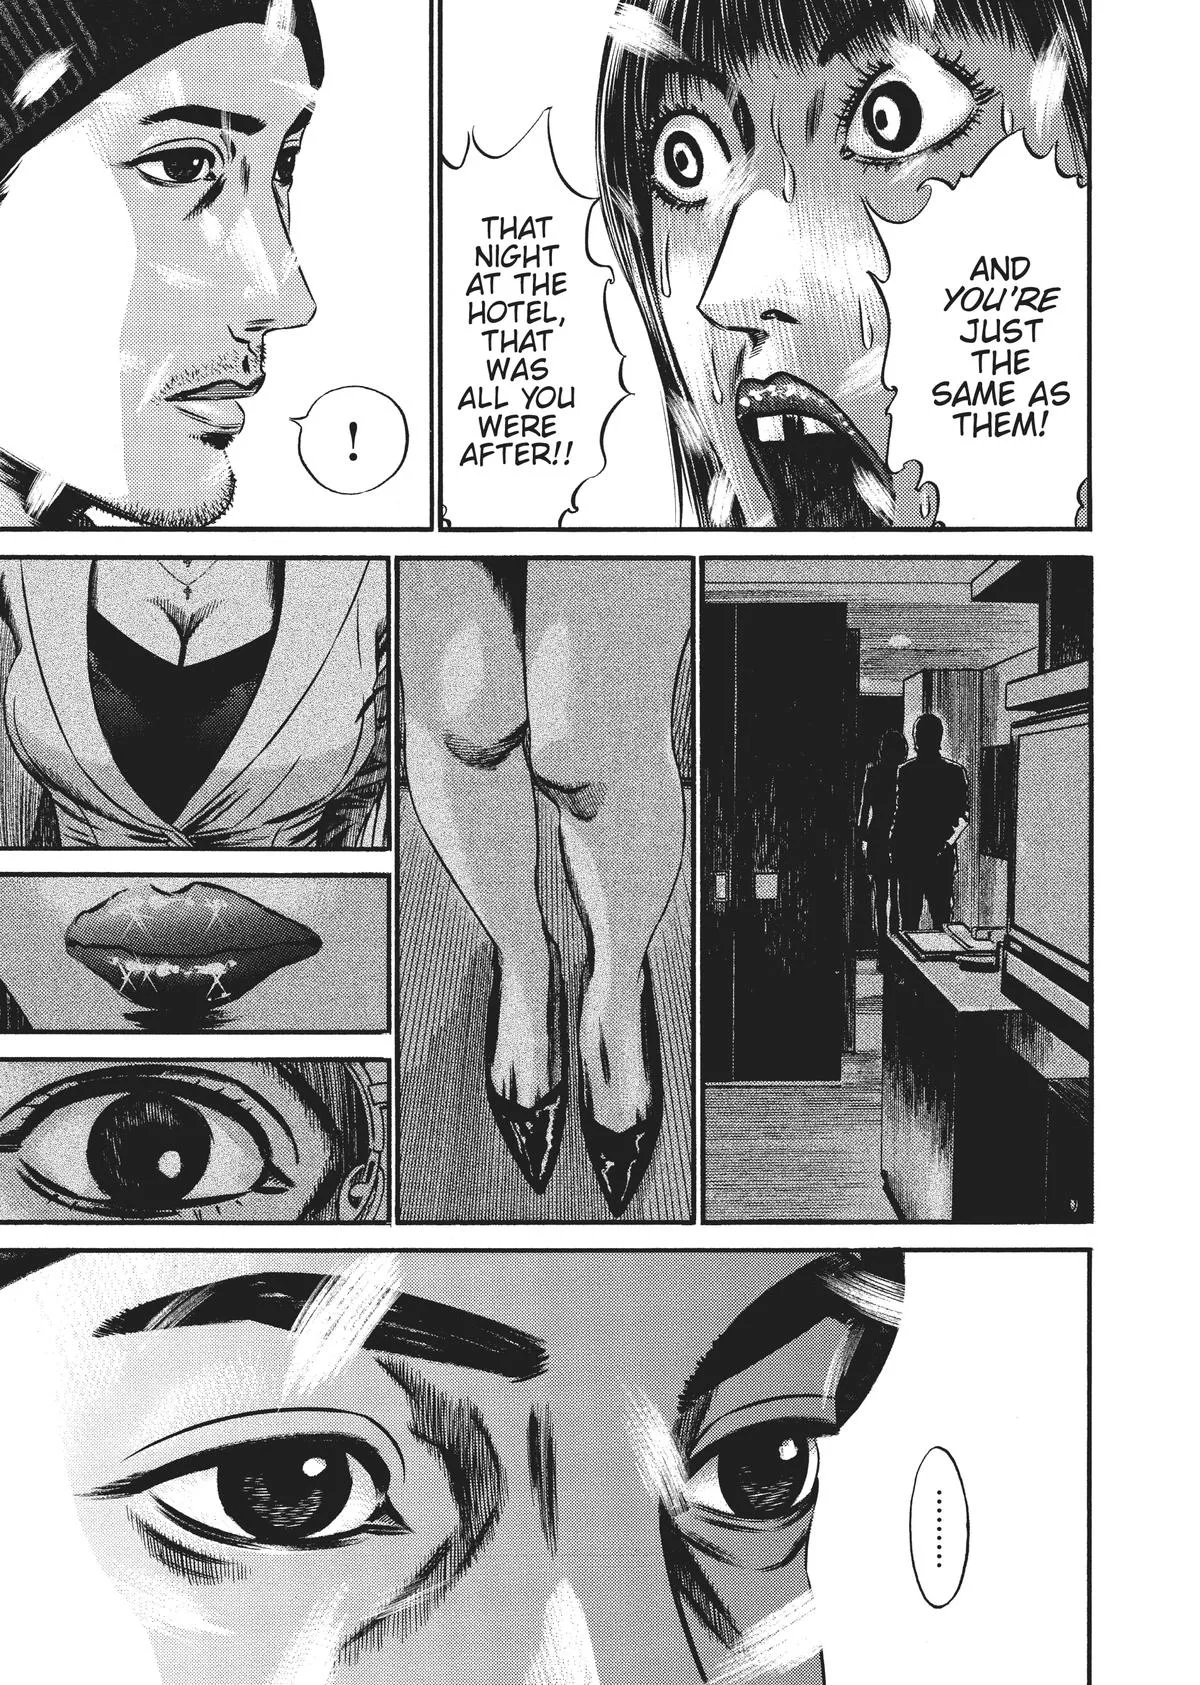 AND
YOU'RE
JUST
THE
SAME AS
THEM!
THAT
NIGHT
AT THE
HOTEL,
THAT
WAS
ALL YOU
WERE
AFTER!!
!
.........